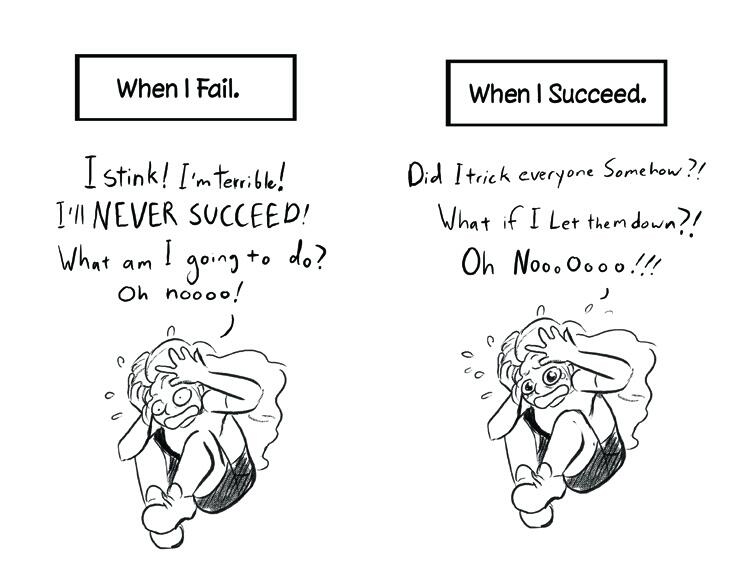 When I Fail.
I stink! I'm terrible!
I'll NEVER SUCCEED!
What am I going to do?
Oh noooo!
When I Succeed.
Did I trick everyone Somehow?!
What if I Let them down?!
Oh NoooOooo!!!